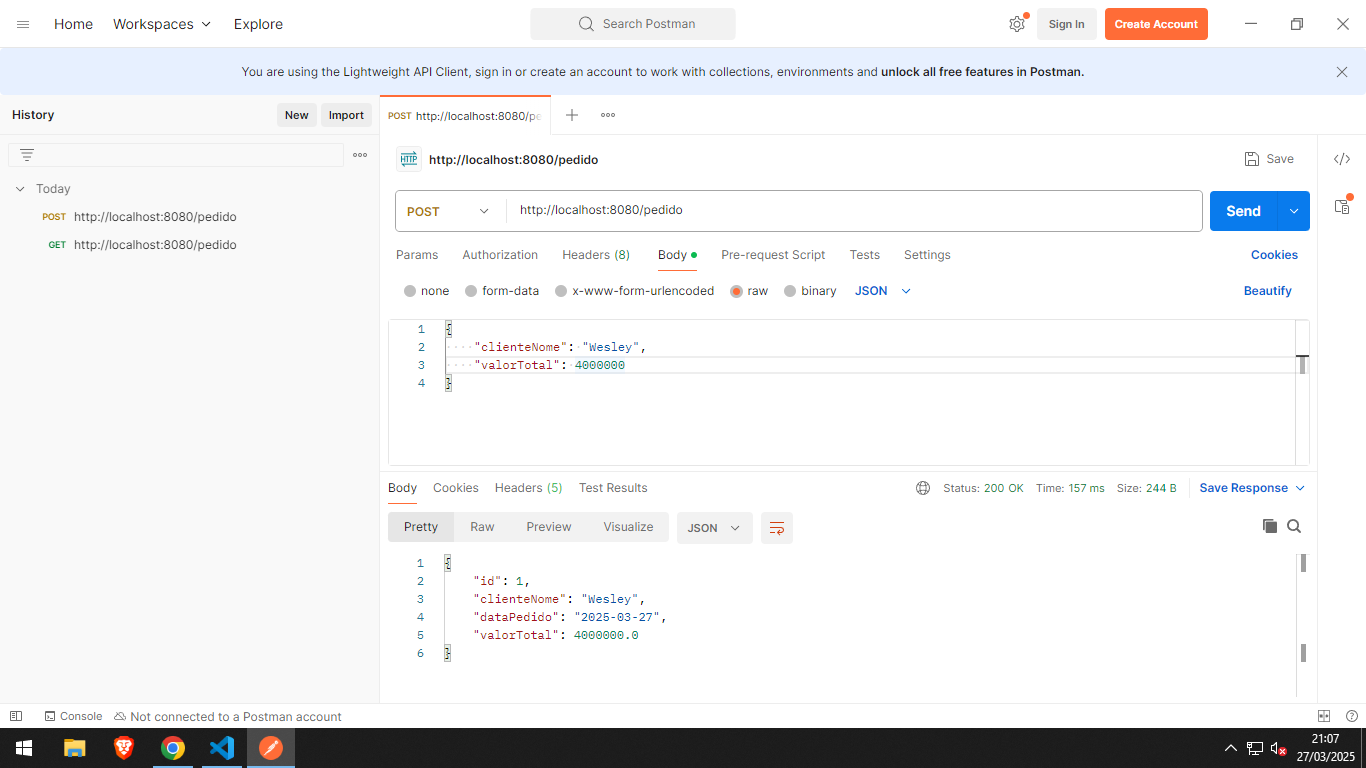 Home Workspaces Explore Search Postman Sign In Create Account
You are using the Lightweight API Client, sign in or create an account to work with collections, environments and unlock all free features in Postman.
History New Import
POST http://localhost:8080/pe
Today
POST http://localhost:8080/pedido
GET http://localhost:8080/pedido
HTTP http://localhost:8080/pedido Save
POST http://localhost:8080/pedido Send
Params Authorization Headers (8) Body Pre-request Script Tests Settings Cookies
none form-data x-www-form-urlencoded raw binary JSON Beautify
1 {
2 "clienteNome": "Wesley",
3 "valorTotal": 4000000
4 }
Body Cookies Headers (5) Test Results Status: 200 OK Time: 157 ms Size: 244 B Save Response
Pretty Raw Preview Visualize JSON
1 {
2 "id": 1,
3 "clienteNome": "Wesley",
4 "dataPedido": "2025-03-27",
5 "valorTotal": 4000000.0
6 }
Console Not connected to a Postman account
21:07
27/03/2025